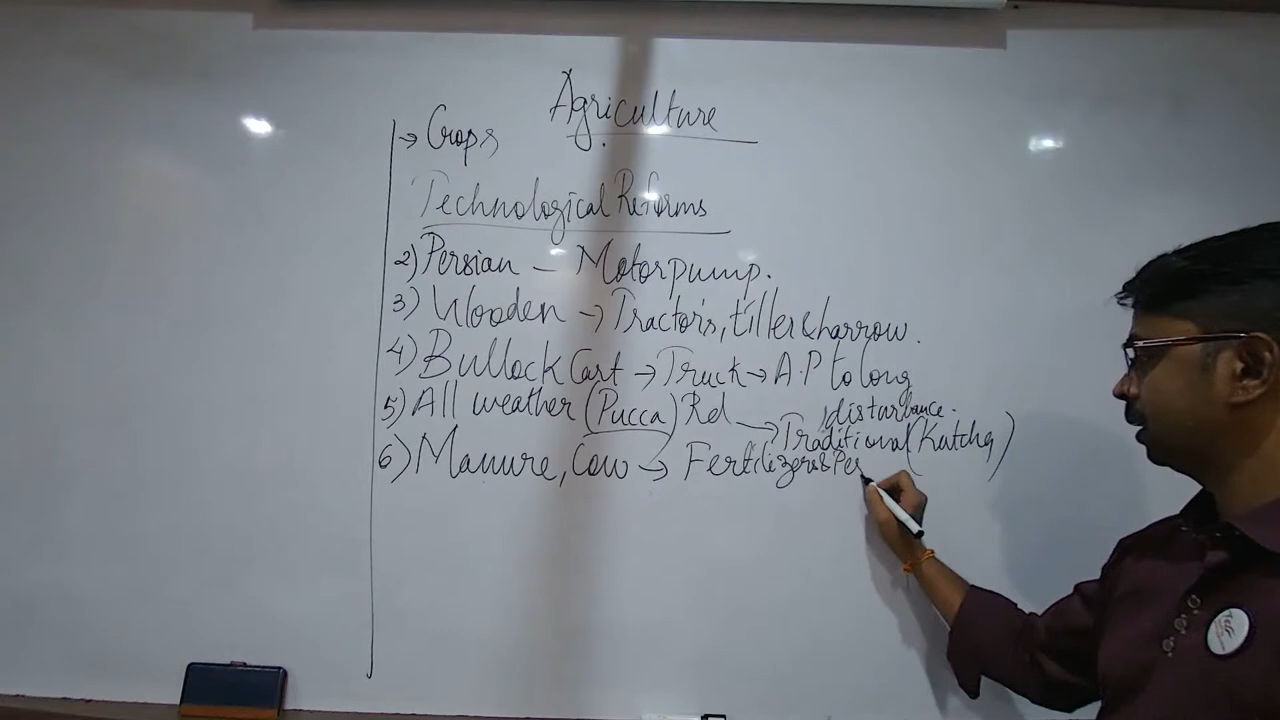 Agriculture
→ Crops
Technological Reforms
2) Persian - Motorpump.
3) Wooden → Tractors, tiller & harrow.
4) Bullock Cart → Truck → A.P to long disturbance.
5) All weather (Pucca) Rd → Traditional (Katcha)
6) Manure, Cow → Fertilizers & Pes